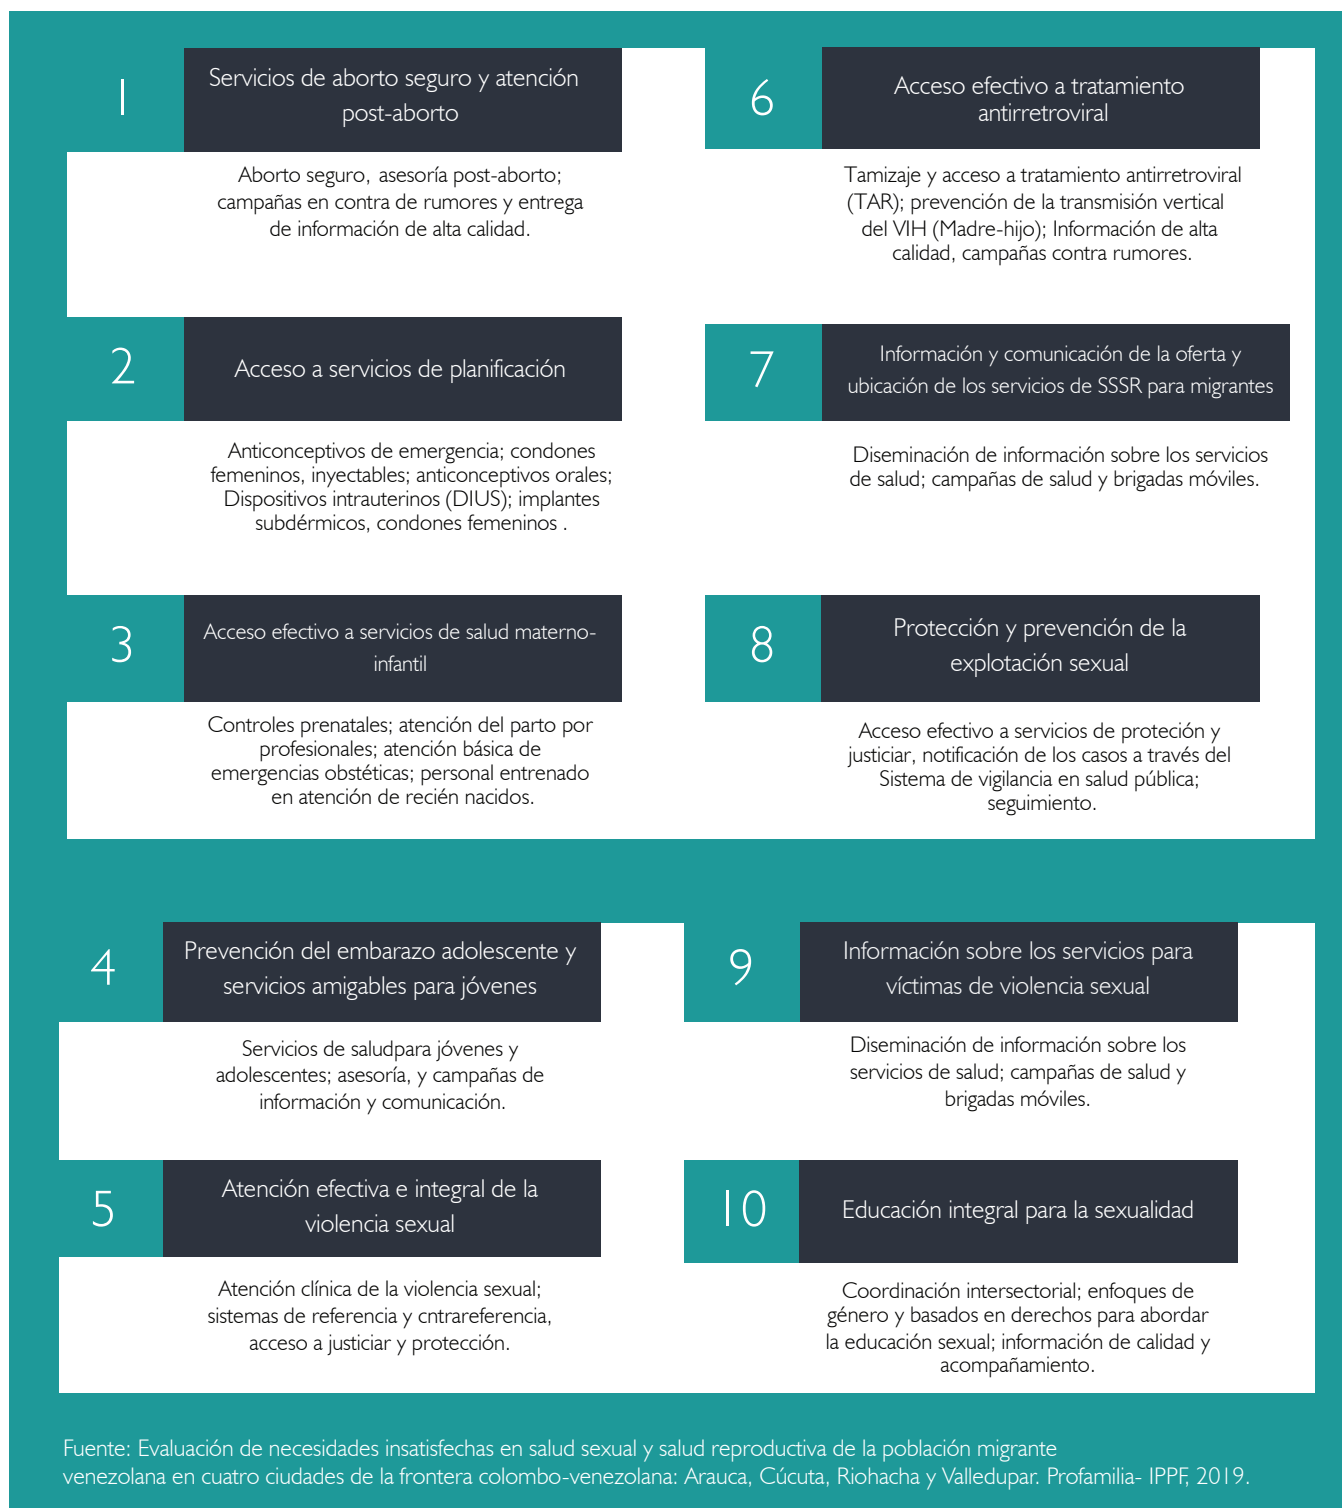 1
Servicios de aborto seguro y atención
post-aborto
Aborto seguro, asesoría post-aborto;
campañas en contra de rumores y entrega
de información de alta calidad.
2
Acceso a servicios de planificación
Anticonceptivos de emergencia; condones
femeninos, inyectables; anticonceptivos orales;
Dispositivos intrauterinos (DIUS); implantes
subdérmicos, condones femeninos .
3
Acceso efectivo a servicios de salud materno-
infantil
Controles prenatales; atención del parto por
profesionales; atención básica de
emergencias obstéticas; personal entrenado
en atención de recién nacidos.
6
Acceso efectivo a tratamiento
antirretroviral
Tamizaje y acceso a tratamiento antirretroviral
(TAR); prevención de la transmisión vertical
del VIH (Madre-hijo); Información de alta
calidad, campañas contra rumores.
7
Información y comunicación de la oferta y
ubicación de los servicios de SSSR para migrantes
Diseminación de información sobre los servicios
de salud; campañas de salud y brigadas móviles.
8
Protección y prevención de la
explotación sexual
Acceso efectivo a servicios de proteción y
justiciar, notificación de los casos a través del
Sistema de vigilancia en salud pública;
seguimiento.
4
Prevención del embarazo adolescente y
servicios amigables para jóvenes
Servicios de saludpara jóvenes y
adolescentes; asesoría, y campañas de
información y comunicación.
5
Atención efectiva e integral de la
violencia sexual
Atención clínica de la violencia sexual;
sistemas de referencia y cntrareferencia,
acceso a justiciar y protección.
9
Información sobre los servicios para
víctimas de violencia sexual
Diseminación de información sobre los
servicios de salud; campañas de salud y
brigadas móviles.
10
Educación integral para la sexualidad
Coordinación intersectorial; enfoques de
género y basados en derechos para abordar
la educación sexual; información de calidad y
acompañamiento.
Fuente: Evaluación de necesidades insatisfechas en salud sexual y salud reproductiva de la población migrante
venezolana en cuatro ciudades de la frontera colombo-venezolana: Arauca, Cúcuta, Riohacha y Valledupar. Profamilia- IPPF, 2019.